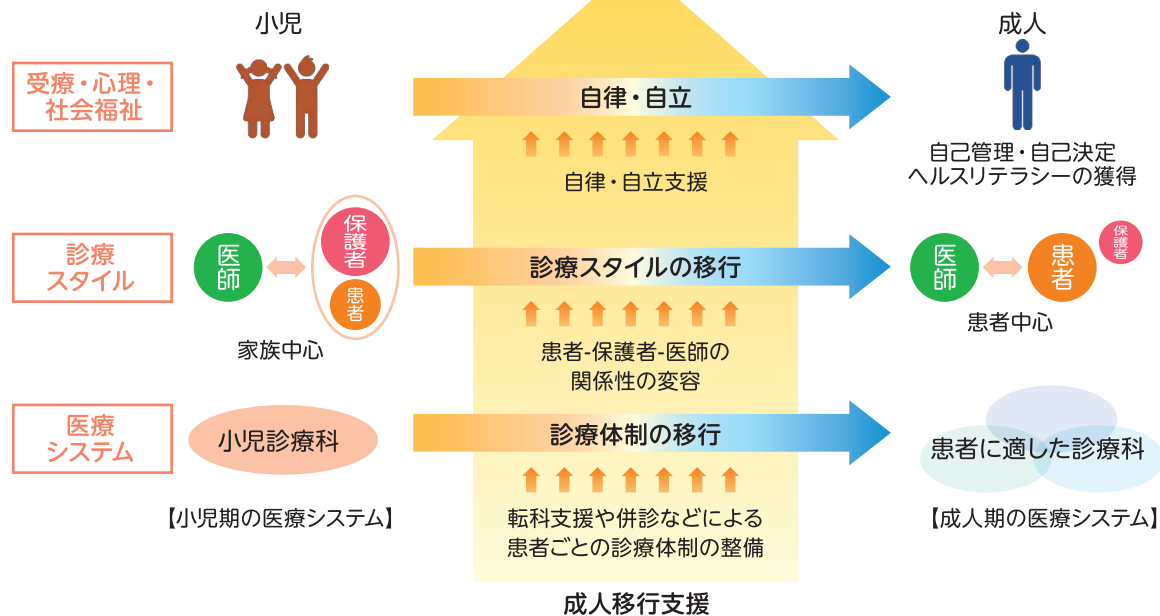 小児
成人
受療・心理・
社会福祉
自律・自立
自律・自立支援
自己管理・自己決定
ヘルスリテラシーの獲得
診療
スタイル
医師
保護者
患者
家族中心
診療スタイルの移行
患者-保護者-医師の
関係性の変容
医師
患者
保護者
患者中心
医療
システム
小児診療科
【小児期の医療システム】
診療体制の移行
転科支援や併診などによる
患者ごとの診療体制の整備
患者に適した診療科
【成人期の医療システム】
成人移行支援